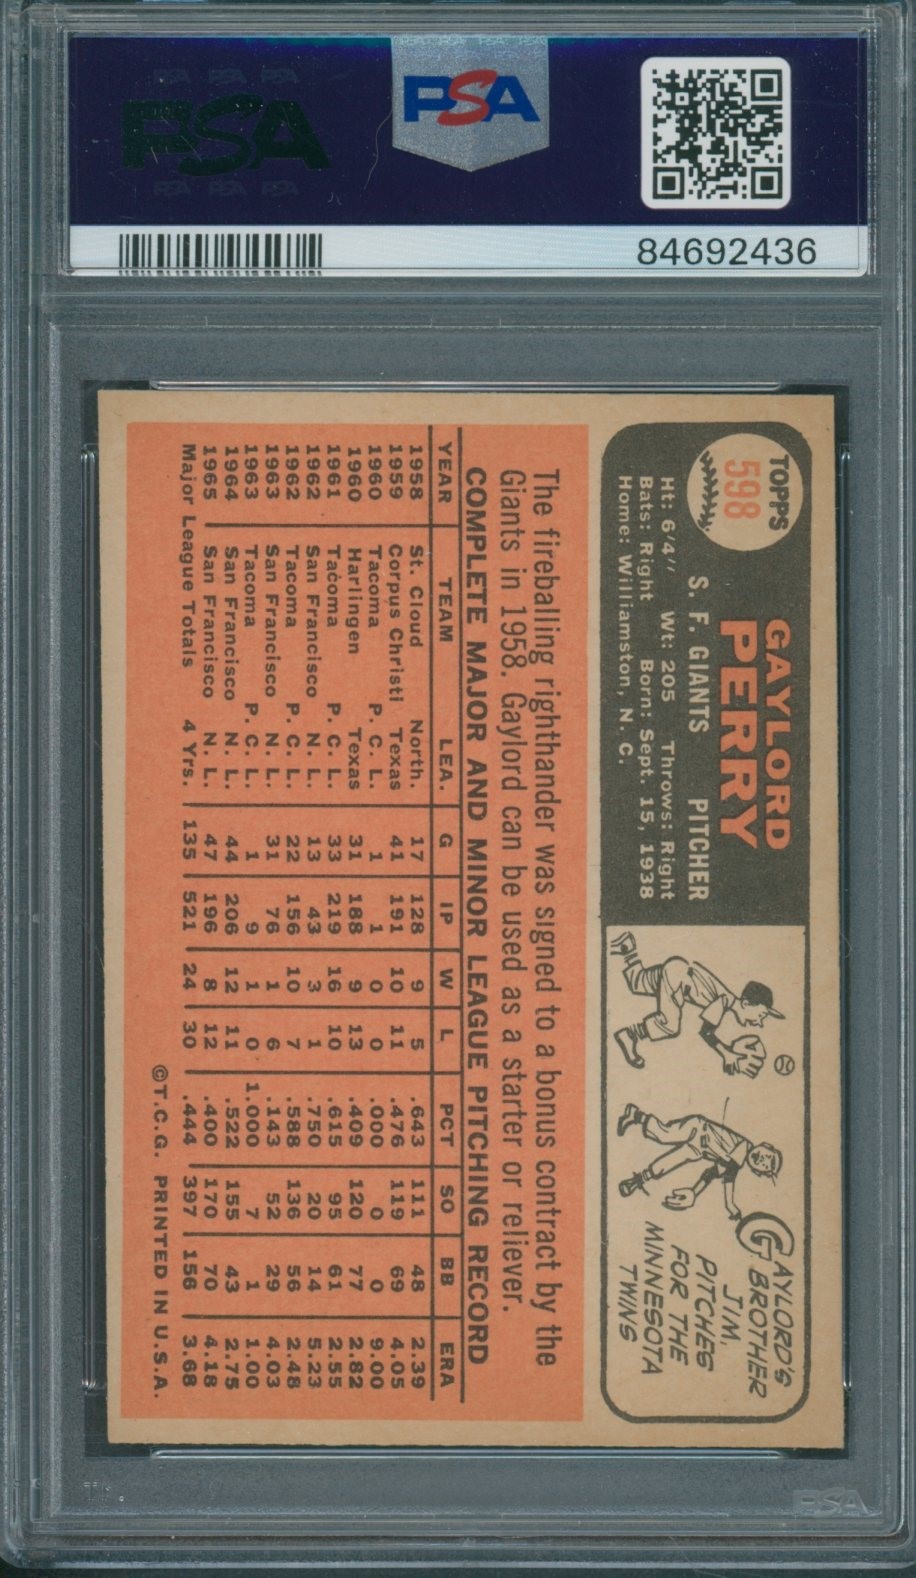 PSA
PSA
PSA PSA PSA
PSA PSA PSA
84692436
TOPPS
598
GAYLORD
PERRY
S. F. GIANTS PITCHER
Ht: 6'4" Wt: 205 Throws: Right
Bats: Right Born: Sept. 15, 1938
Home: Williamston, N. C.
GAYLORD'S
BROTHER
JIM,
PITCHES
FOR THE
MINNESOTA
TWINS
The fireballing righthander was signed to a bonus contract by the
Giants in 1958. Gaylord can be used as a starter or reliever.
COMPLETE MAJOR AND MINOR LEAGUE PITCHING RECORD
YEAR TEAM LEA. G IP W L PCT SO BB ERA
1958 St. Cloud North. 17 128 9 5 .643 111 48 2.39
1959 Corpus Christi Texas 41 191 10 11 .476 119 69 4.05
1960 Tacoma P. C. L. 1 1 0 0 .000 0 0 9.00
1960 Harlingen Texas 31 188 9 13 .409 120 77 2.82
1961 Tacoma P. C. L. 33 219 16 10 .615 95 61 2.55
1962 San Francisco N. L. 13 43 3 1 .750 20 14 5.23
1962 Tacoma P. C. L. 22 156 10 7 .588 136 56 2.48
1963 San Francisco N. L. 31 76 1 6 .143 52 29 4.03
1963 Tacoma P. C. L. 1 9 1 0 1.000 7 1 1.00
1964 San Francisco N. L. 44 206 12 11 .522 155 43 2.75
1965 San Francisco N. L. 47 196 8 12 .400 170 70 4.18
Major League Totals 4 Yrs. 135 521 24 30 .444 397 156 3.68
©T.C.G. PRINTED IN U.S.A.
PSA